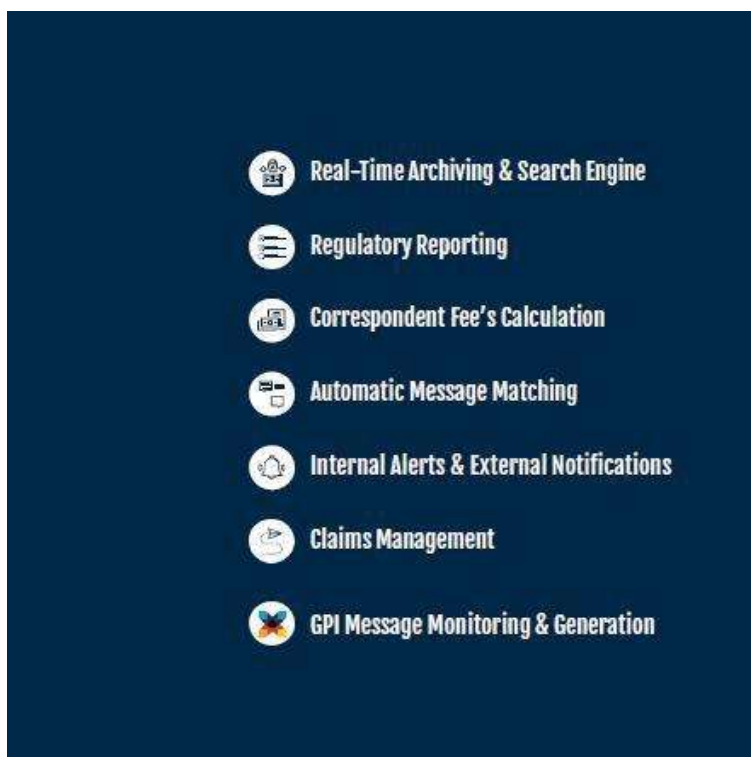 Real-Time Archiving & Search Engine
Regulatory Reporting
Correspondent Fee's Calculation
Automatic Message Matching
Internal Alerts & External Notifications
Claims Management
GPI Message Monitoring & Generation